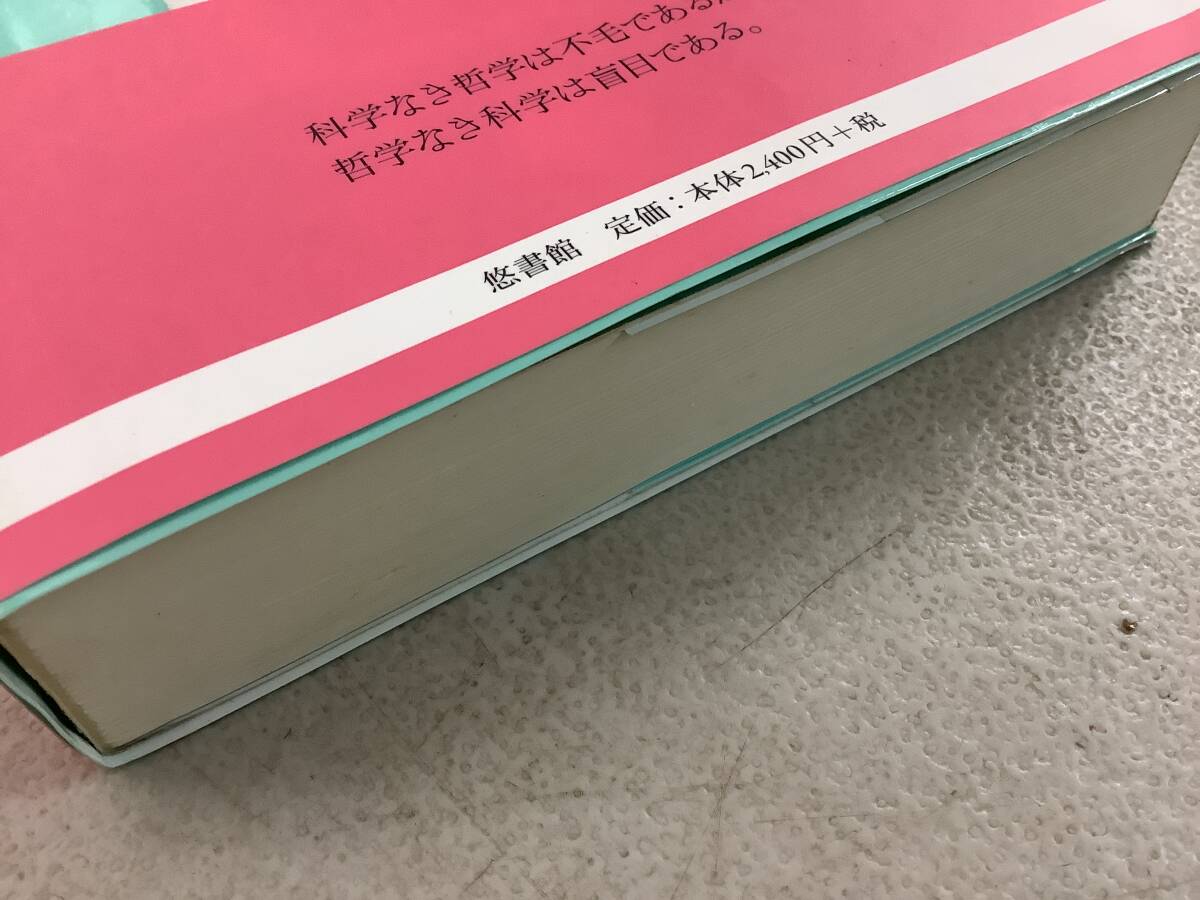 科学なき哲学は不毛である
哲学なき科学は盲目である。
悠書館 定価：本体2,400円＋税